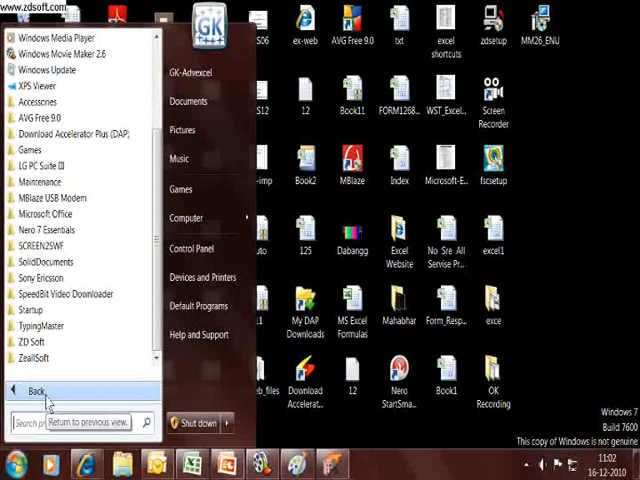 www.zdsoft.com
Windows Media Player
Windows Movie Maker 2.6
Windows Update
XPS Viewer
Accessories
AVG Free 9.0
Download Accelerator Plus (DAP)
Games
LG PC Suite III
Maintenance
MBlaze USB Modem
Microsoft Office
Nero 7 Essentials
SCREEN2SWF
SolidDocuments
Sony Ericsson
SpeedBit Video Downloader
Startup
TypingMaster
ZD Soft
ZeallSoft
Back
Search
Return to previous view.
GK
GK-Advexcel
Documents
Pictures
Music
Games
Computer
Control Panel
Devices and Printers
Default Programs
Help and Support
Shut down
ex-web
AVG Free 9.0
txt
excel shortcuts
zdsetup
MM26_ENU
12
Book11
FORM1268...
WST_Excel...
Screen Recorder
Book2
MBlaze
Index
Microsoft-E...
fscsetup
125
Dabangg
Excel Website
No Sre All Servise Pr...
excel1
My DAP Downloads
MS Excel Formulas
Mahabhar
Form_Resp...
exce
Download Accelerat...
12
Nero StartSma...
Book1
OK Recording
Windows 7
Build 7600
This copy of Windows is not genuine
11:02
16-12-2010